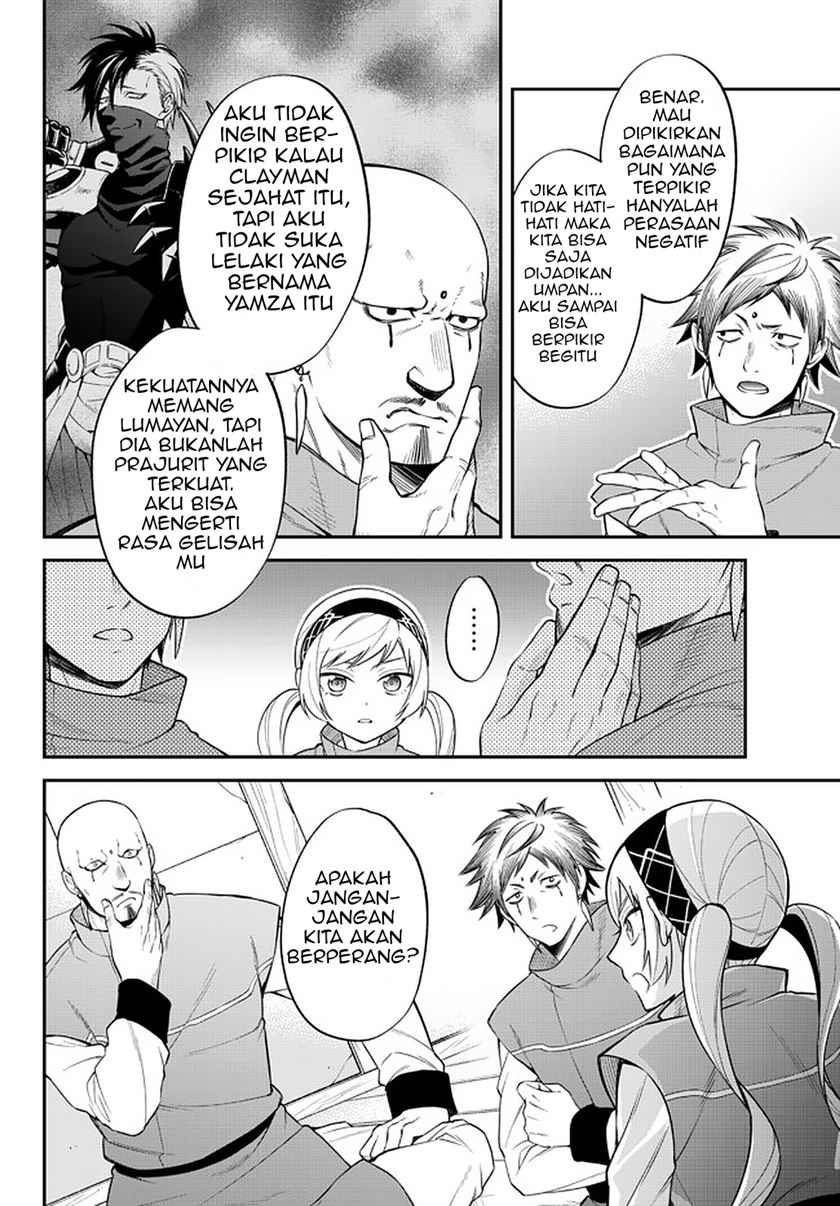 BENAR.
MAU
DIPIKIRKAN
BAGAIMANA
PUN YANG
TERPIKIR
HANYALAH
PERASAAN
NEGATIF
JIKA KITA
TIDAK HATI-
HATI MAKA
KITA BISA
SAJA
DIJADIKAN
UMPAN...
AKU SAMPAI
BISA
BERPIKIR
BEGITU
AKU TIDAK
INGIN BER-
PIKIR KALAU
CLAYMAN
SEJAHAT ITU,
TAPI AKU
TIDAK SUKA
LELAKI YANG
BERNAMA
YAMZA ITU
KEKUATANNYA
MEMANG
LUMAYAN, TAPI
DIA BUKANLAH
PRAJURIT YANG
TERKUAT.
AKU BISA
MENGERTI
RASA GELISAH
MU
......
APAKAH
JANGAN-
JANGAN
KITA AKAN
BERPERANG?